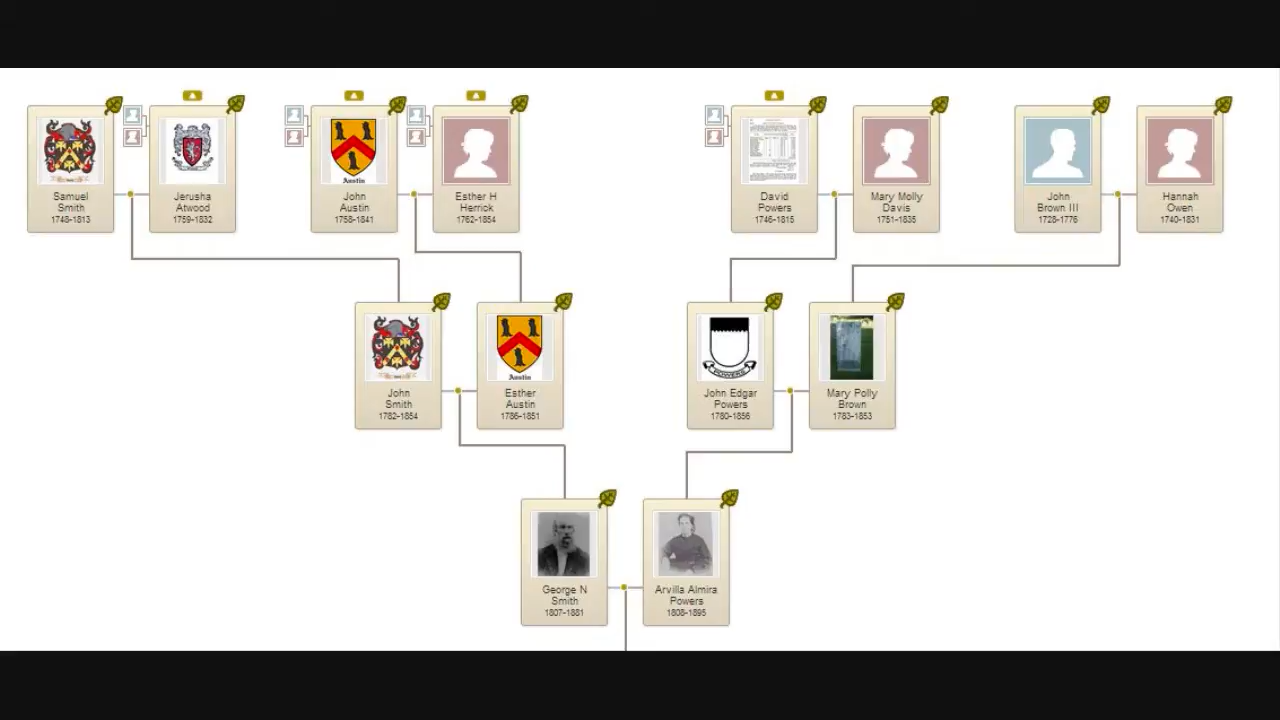 Samuel
Smith
1748-1813
Jerusha
Atwood
1759-1832
Austin
John
Austin
1758-1841
Esther H
Herrick
1762-1854
David
Powers
1746-1815
Mary Molly
Davis
1751-1835
John
Brown III
1728-1776
Hannah
Owen
1740-1831
John
Smith
1782-1854
Austin
Esther
Austin
1786-1851
POWERS
John Edgar
Powers
1780-1856
Mary Polly
Brown
1783-1853
George N
Smith
1807-1881
Arvilla Almira
Powers
1808-1895